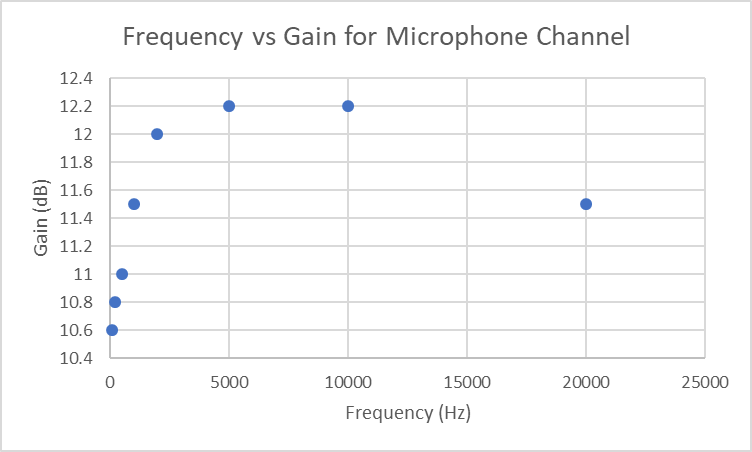 Frequency vs Gain for Microphone Channel
12.4
12.2
12
11.8
11.6
11.4
11.2
11
10.8
10.6
10.4
Gain (dB)
0 5000 10000 15000 20000 25000
Frequency (Hz)